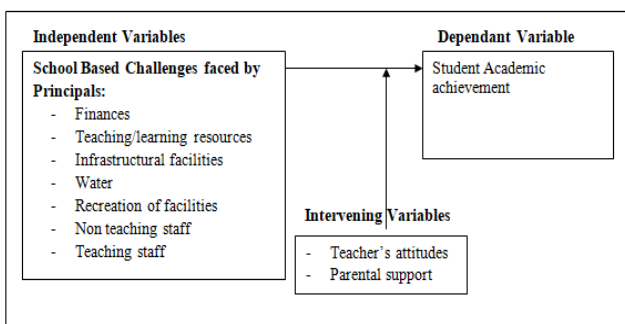 Independent Variables
School Based Challenges faced by
Principals:
- Finances
- Teaching/learning resources
- Infrastructural facilities
- Water
- Recreation of facilities
- Non teaching staff
- Teaching staff
Dependant Variable
Student Academic
achievement
Intervening Variables
- Teacher's attitudes
- Parental support